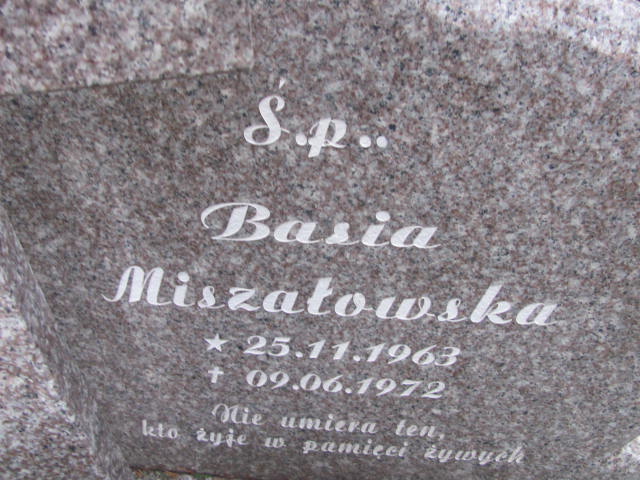 Ś.p..
Basia
Miszałowska
★ 25.11.1963
✝ 09.06.1972
Nie umiera ten,
kto żyje w pamięci żywych